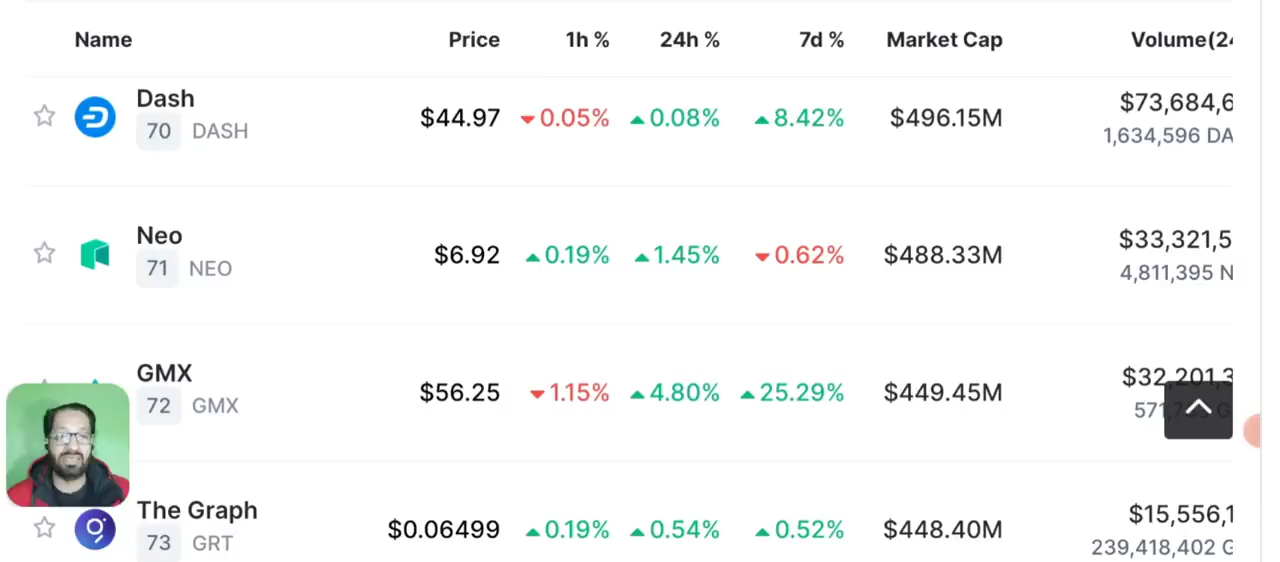 Name Price 1h % 24h % 7d % Market Cap
Dash
70 DASH
$44.97 0.05% 0.08% 8.42% $496.15M
$73,684,6
1,634,596 DA
Neo
71 NEO
$6.92 0.19% 1.45% 0.62% $488.33M
$33,321,5
4,811,395 N
GMX
72 GMX
$56.25 1.15% 4.80% 25.29% $449.45M
$32,201,3
The Graph
73 GRT
$0.06499 0.19% 0.54% 0.52% $448.40M
$15,556,1
239,418,402 G